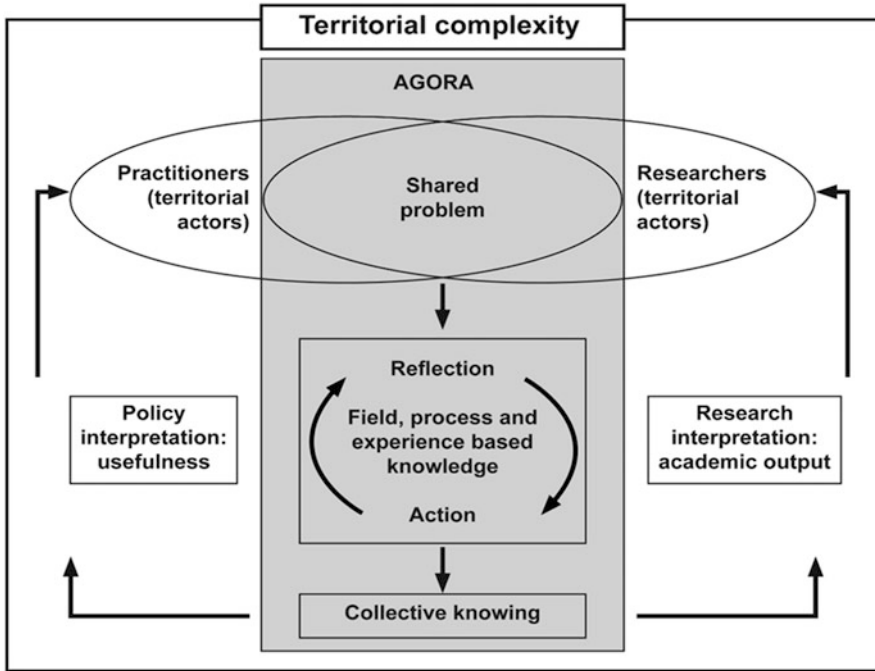 Territorial complexity
AGORA
Practitioners
(territorial
actors)
Shared
problem
Researchers
(territorial
actors)
Reflection
Field, process and
experience based
knowledge
Action
Policy
interpretation:
usefulness
Research
interpretation:
academic output
Collective knowing